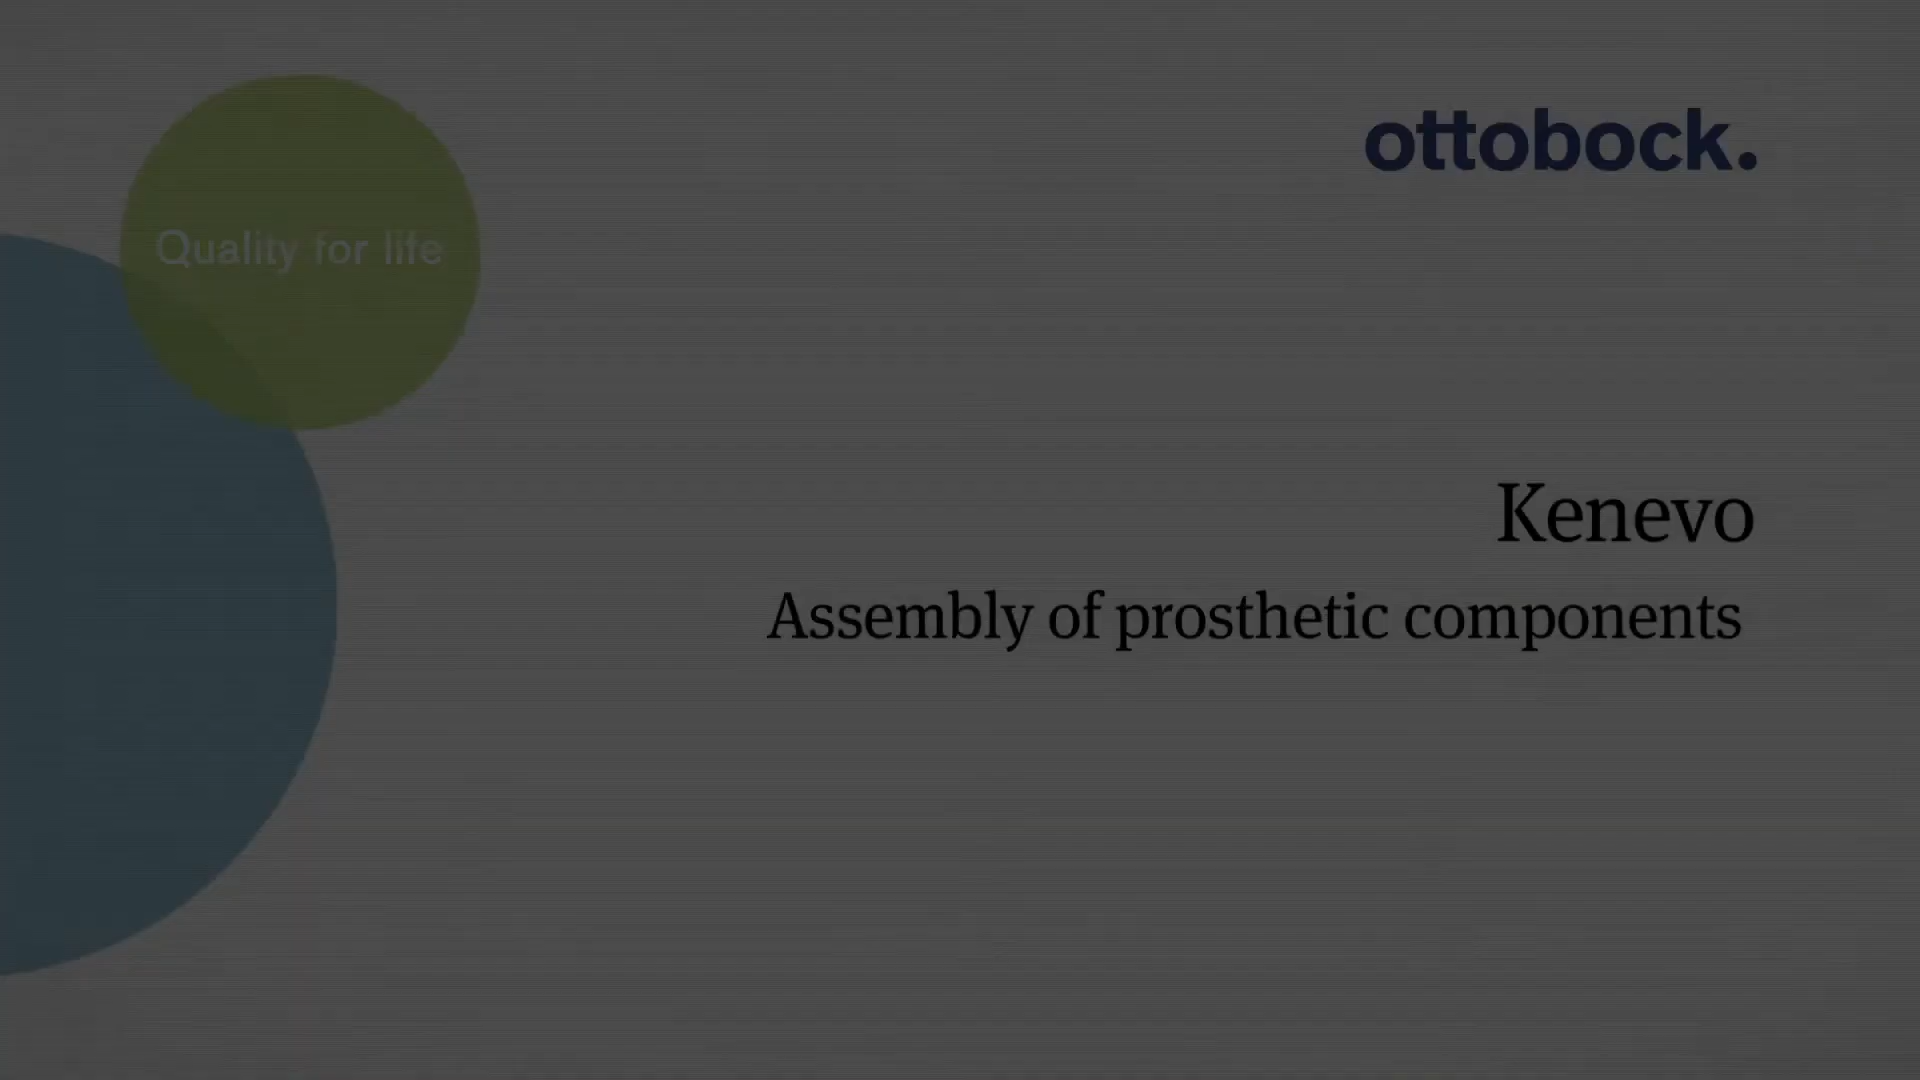 ottobock.
Quality for life
Kenevo
Assembly of prosthetic components